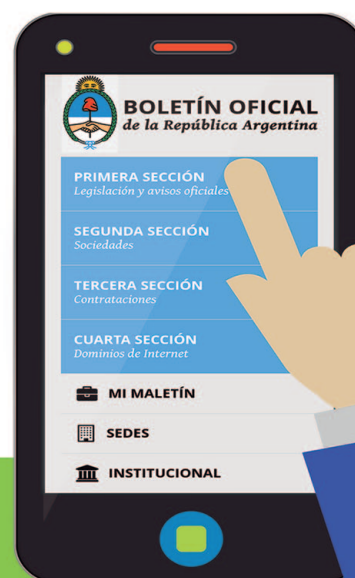 BOLETÍN OFICIAL
de la República Argentina
PRIMERA SECCIÓN
Legislación y avisos oficiales
SEGUNDA SECCIÓN
Sociedades
TERCERA SECCIÓN
Contrataciones
CUARTA SECCIÓN
Dominios de Internet
MI MALETÍN
SEDES
INSTITUCIONAL